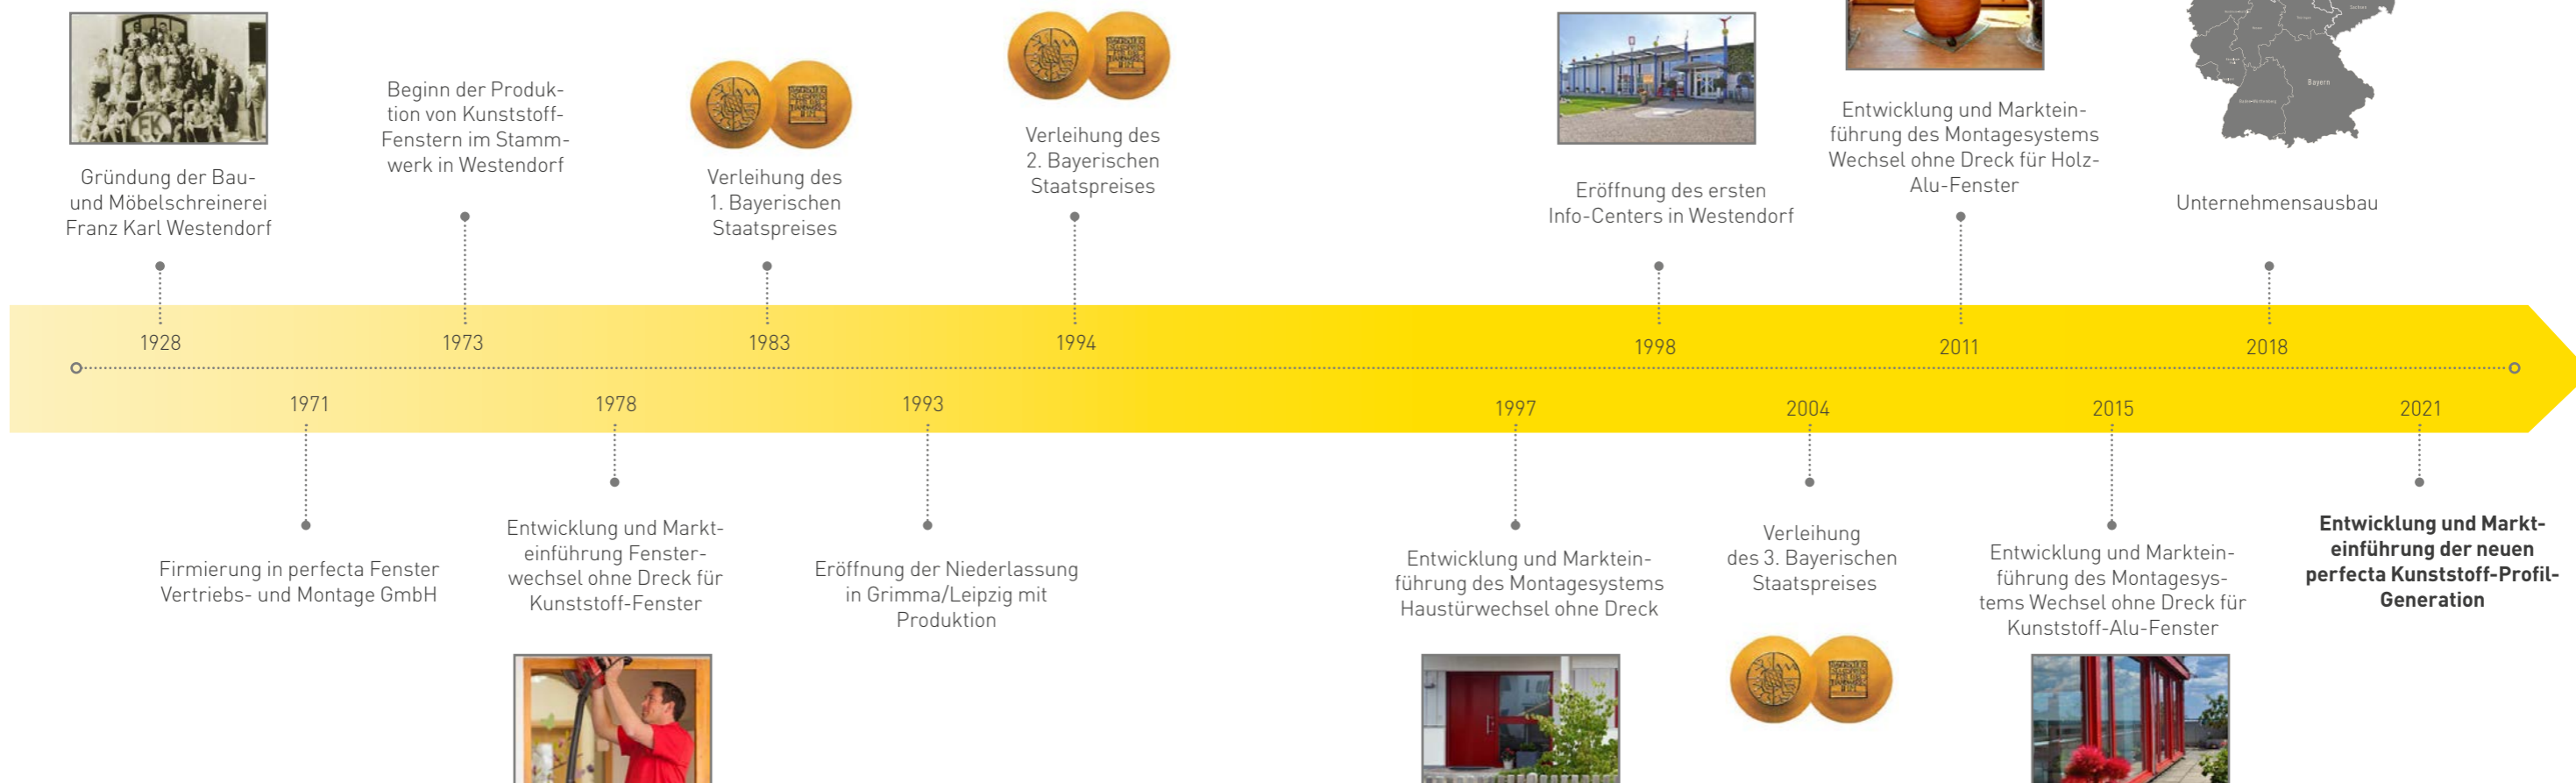 Gründung der Bau-
und Möbelschreinerei
Franz Karl Westendorf
Beginn der Produk-
tion von Kunststoff-
Fenstern im Stamm-
werk in Westendorf
Verleihung des
1. Bayerischen
Staatspreises
Verleihung des
2. Bayerischen
Staatspreises
Eröffnung des ersten
Info-Centers in Westendorf
Entwicklung und Marktein-
führung des Montagesystems
Wechsel ohne Dreck für Holz-
Alu-Fenster
Sachsen
Bayern
Baden-Württemberg
Unternehmensausbau
1928
1973
1983
1994
1998
2011
2018
1971
1978
1993
1997
2004
2015
2021
Firmierung in perfecta Fenster
Vertriebs- und Montage GmbH
Entwicklung und Markt-
einführung Fenster-
wechsel ohne Dreck für
Kunststoff-Fenster
Eröffnung der Niederlassung
in Grimma/Leipzig mit
Produktion
Entwicklung und Marktein-
führung des Montagesystems
Haustürwechsel ohne Dreck
Verleihung
des 3. Bayerischen
Staatspreises
Entwicklung und Marktein-
führung des Montagesys-
tems Wechsel ohne Dreck für
Kunststoff-Alu-Fenster
Entwicklung und Markt-
einführung der neuen
perfecta Kunststoff-Profil-
Generation